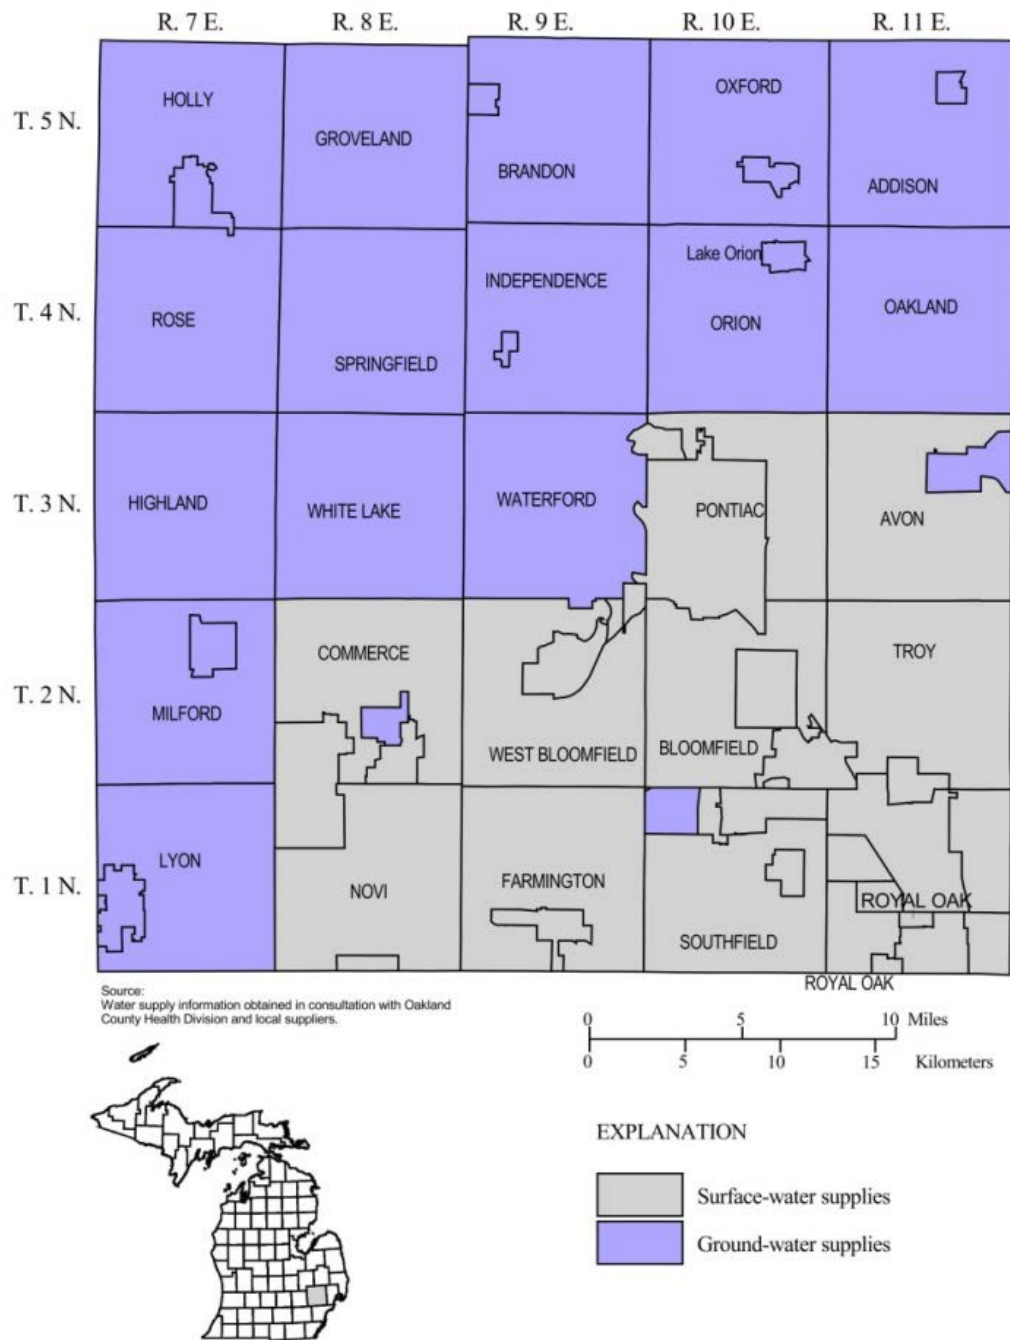 R. 7 E. R. 8 E. R. 9 E. R. 10 E. R. 11 E.
T. 5 N.
HOLLY
GROVELAND
BRANDON
OXFORD
ADDISON
T. 4 N.
ROSE
SPRINGFIELD
INDEPENDENCE
Lake Orion
ORION
OAKLAND
T. 3 N.
HIGHLAND
WHITE LAKE
WATERFORD
PONTIAC
AVON
T. 2 N.
MILFORD
COMMERCE
WEST BLOOMFIELD
BLOOMFIELD
TROY
T. 1 N.
LYON
NOVI
FARMINGTON
SOUTHFIELD
ROYAL OAK
ROYAL OAK
Source:
Water supply information obtained in consultation with Oakland
County Health Division and local suppliers.
0 5 10 Miles
0 5 10 15 Kilometers
EXPLANATION
Surface-water supplies
Ground-water supplies